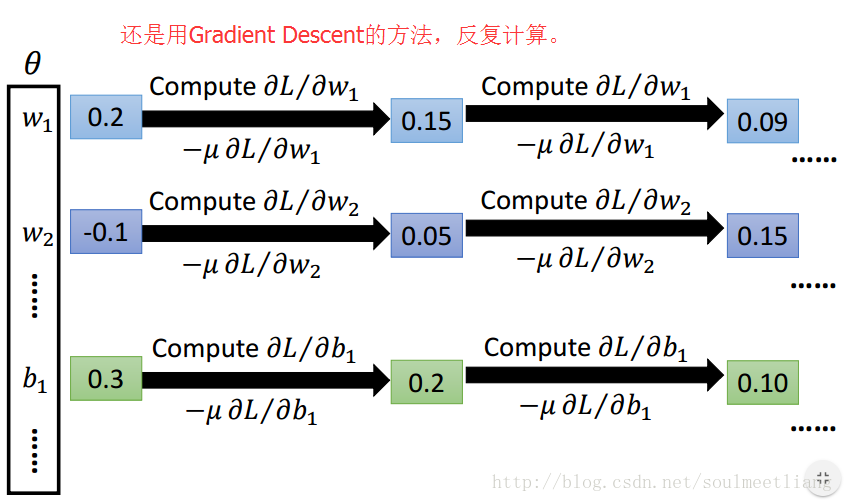 还是用Gradient Descent的方法，反复计算。
θ
w₁ 0.2 Compute ∂L/∂w₁ 0.15 Compute ∂L/∂w₁ 0.09
−μ ∂L/∂w₁ −μ ∂L/∂w₁ ……
w₂ -0.1 Compute ∂L/∂w₂ 0.05 Compute ∂L/∂w₂ 0.15
−μ ∂L/∂w₂ −μ ∂L/∂w₂ ……
……
b₁ 0.3 Compute ∂L/∂b₁ 0.2 Compute ∂L/∂b₁ 0.10
−μ ∂L/∂b₁ −μ ∂L/∂b₁ ……
……
http://blog.csdn.net/soulmeetliang